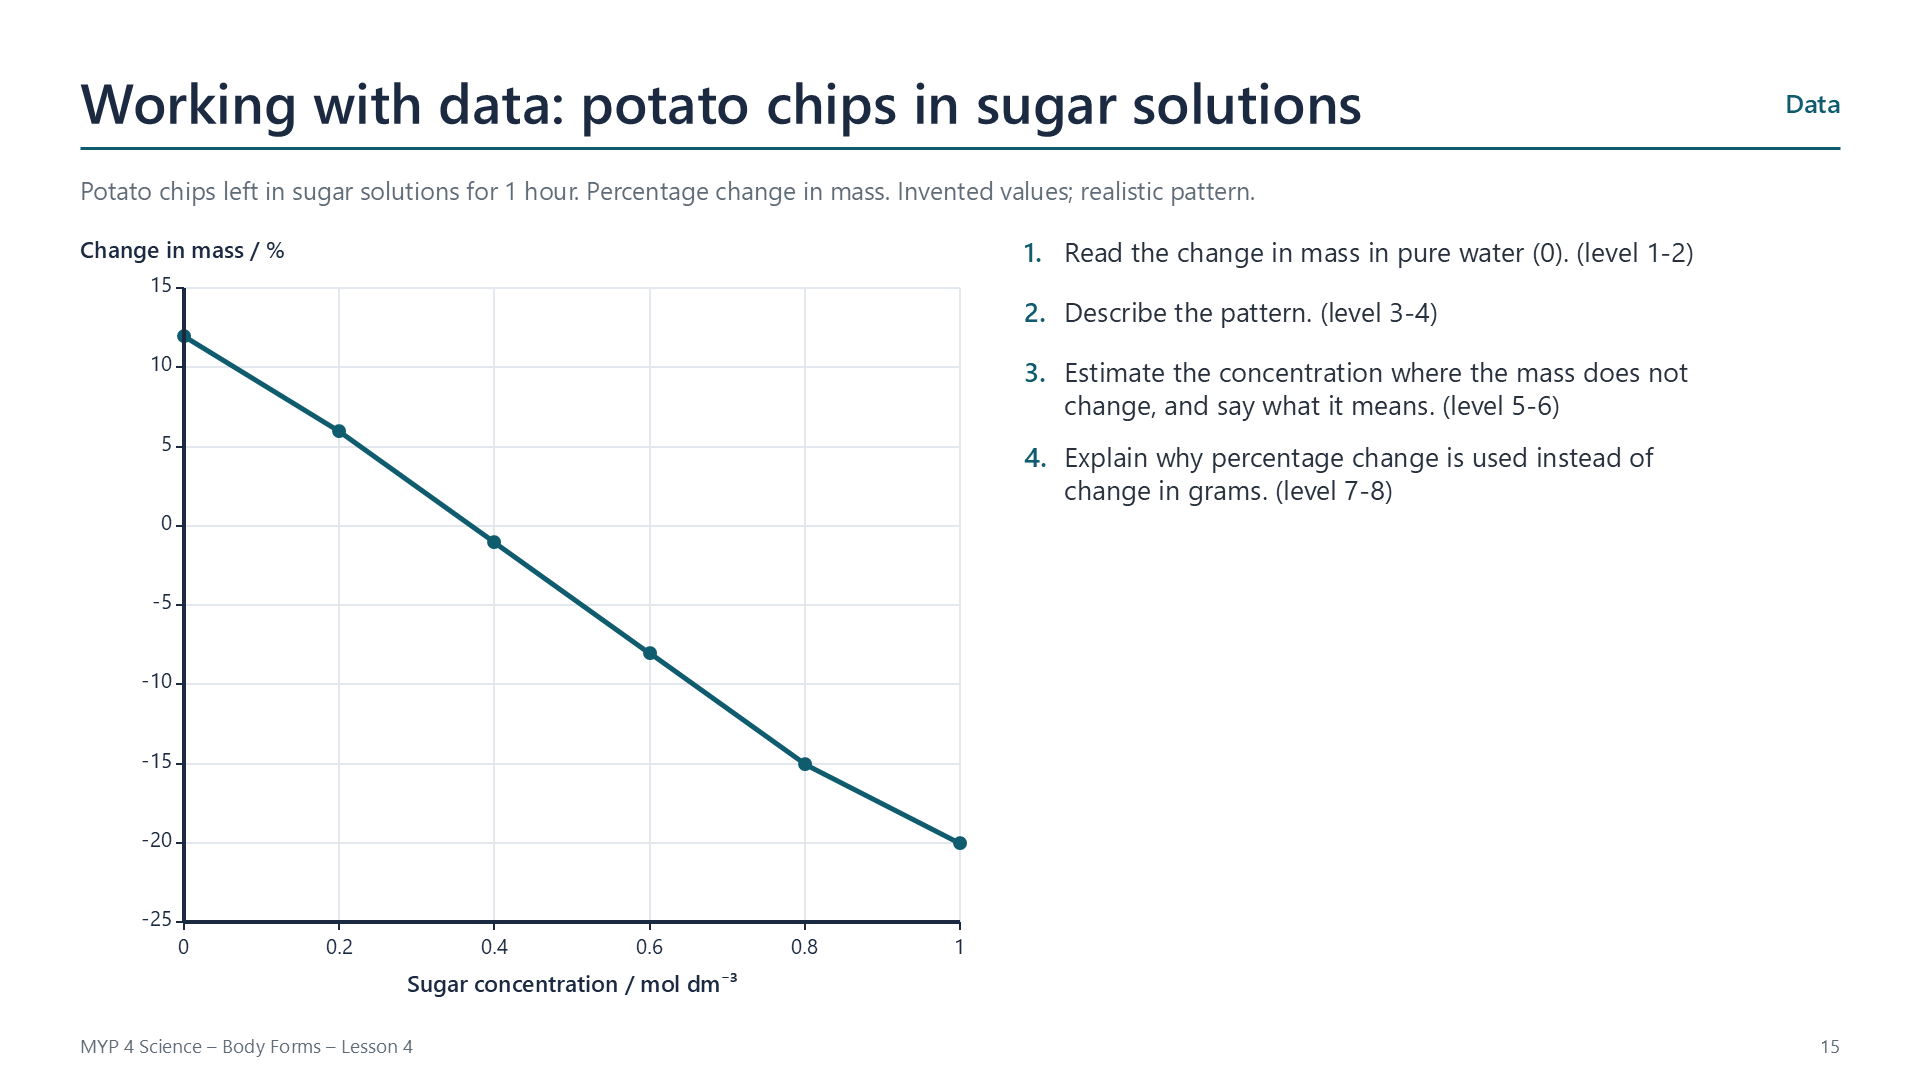 Working with data: potato chips in sugar solutions
Data
Potato chips left in sugar solutions for 1 hour. Percentage change in mass. Invented values; realistic pattern.
Change in mass / %
15
10
5
0
-5
-10
-15
-20
-25
0
0.2
0.4
0.6
0.8
1
Sugar concentration / mol dm⁻³
1. Read the change in mass in pure water (0). (level 1-2)
2. Describe the pattern. (level 3-4)
3. Estimate the concentration where the mass does not
change, and say what it means. (level 5-6)
4. Explain why percentage change is used instead of
change in grams. (level 7-8)
MYP 4 Science – Body Forms – Lesson 4
15